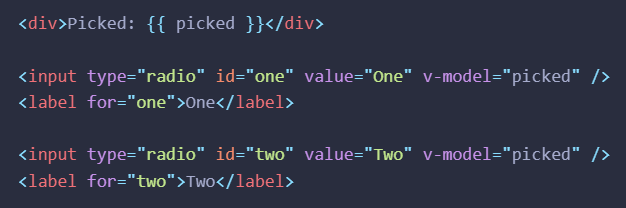 <div>Picked: {{ picked }}</div>
<input type="radio" id="one" value="One" v-model="picked" />
<label for="one">One</label>
<input type="radio" id="two" value="Two" v-model="picked" />
<label for="two">Two</label>